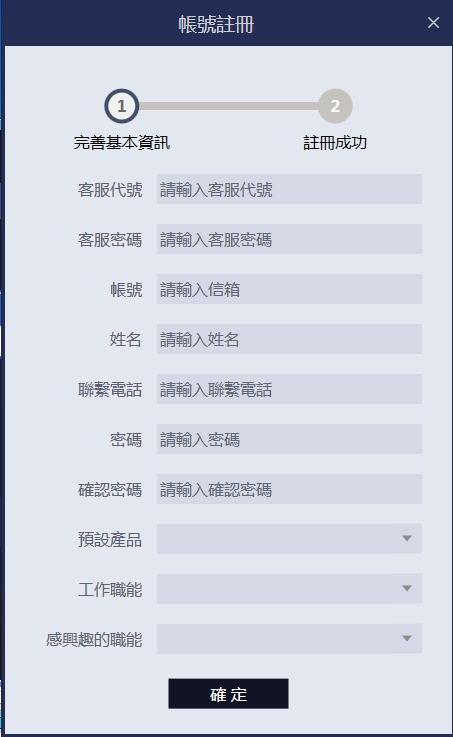 帳號註冊
1
2
完善基本資訊
註冊成功
客服代號 請輸入客服代號
客服密碼 請輸入客服密碼
帳號 請輸入信箱
姓名 請輸入姓名
聯繫電話 請輸入聯繫電話
密碼 請輸入密碼
確認密碼 請輸入確認密碼
預設產品
工作職能
感興趣的職能
確 定